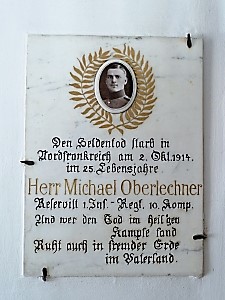 Den Heldentod starb in
Nordfrankreich am 2. Okt. 1914.
im 25. Lebensjahre
Herr Michael Oberlechner
Reservist 1. Inf.- Regt. 10. Komp.
Und wer den Tod im heil'gen
Kampfe fand
Ruht auch in fremder Erde
im Vaterland.